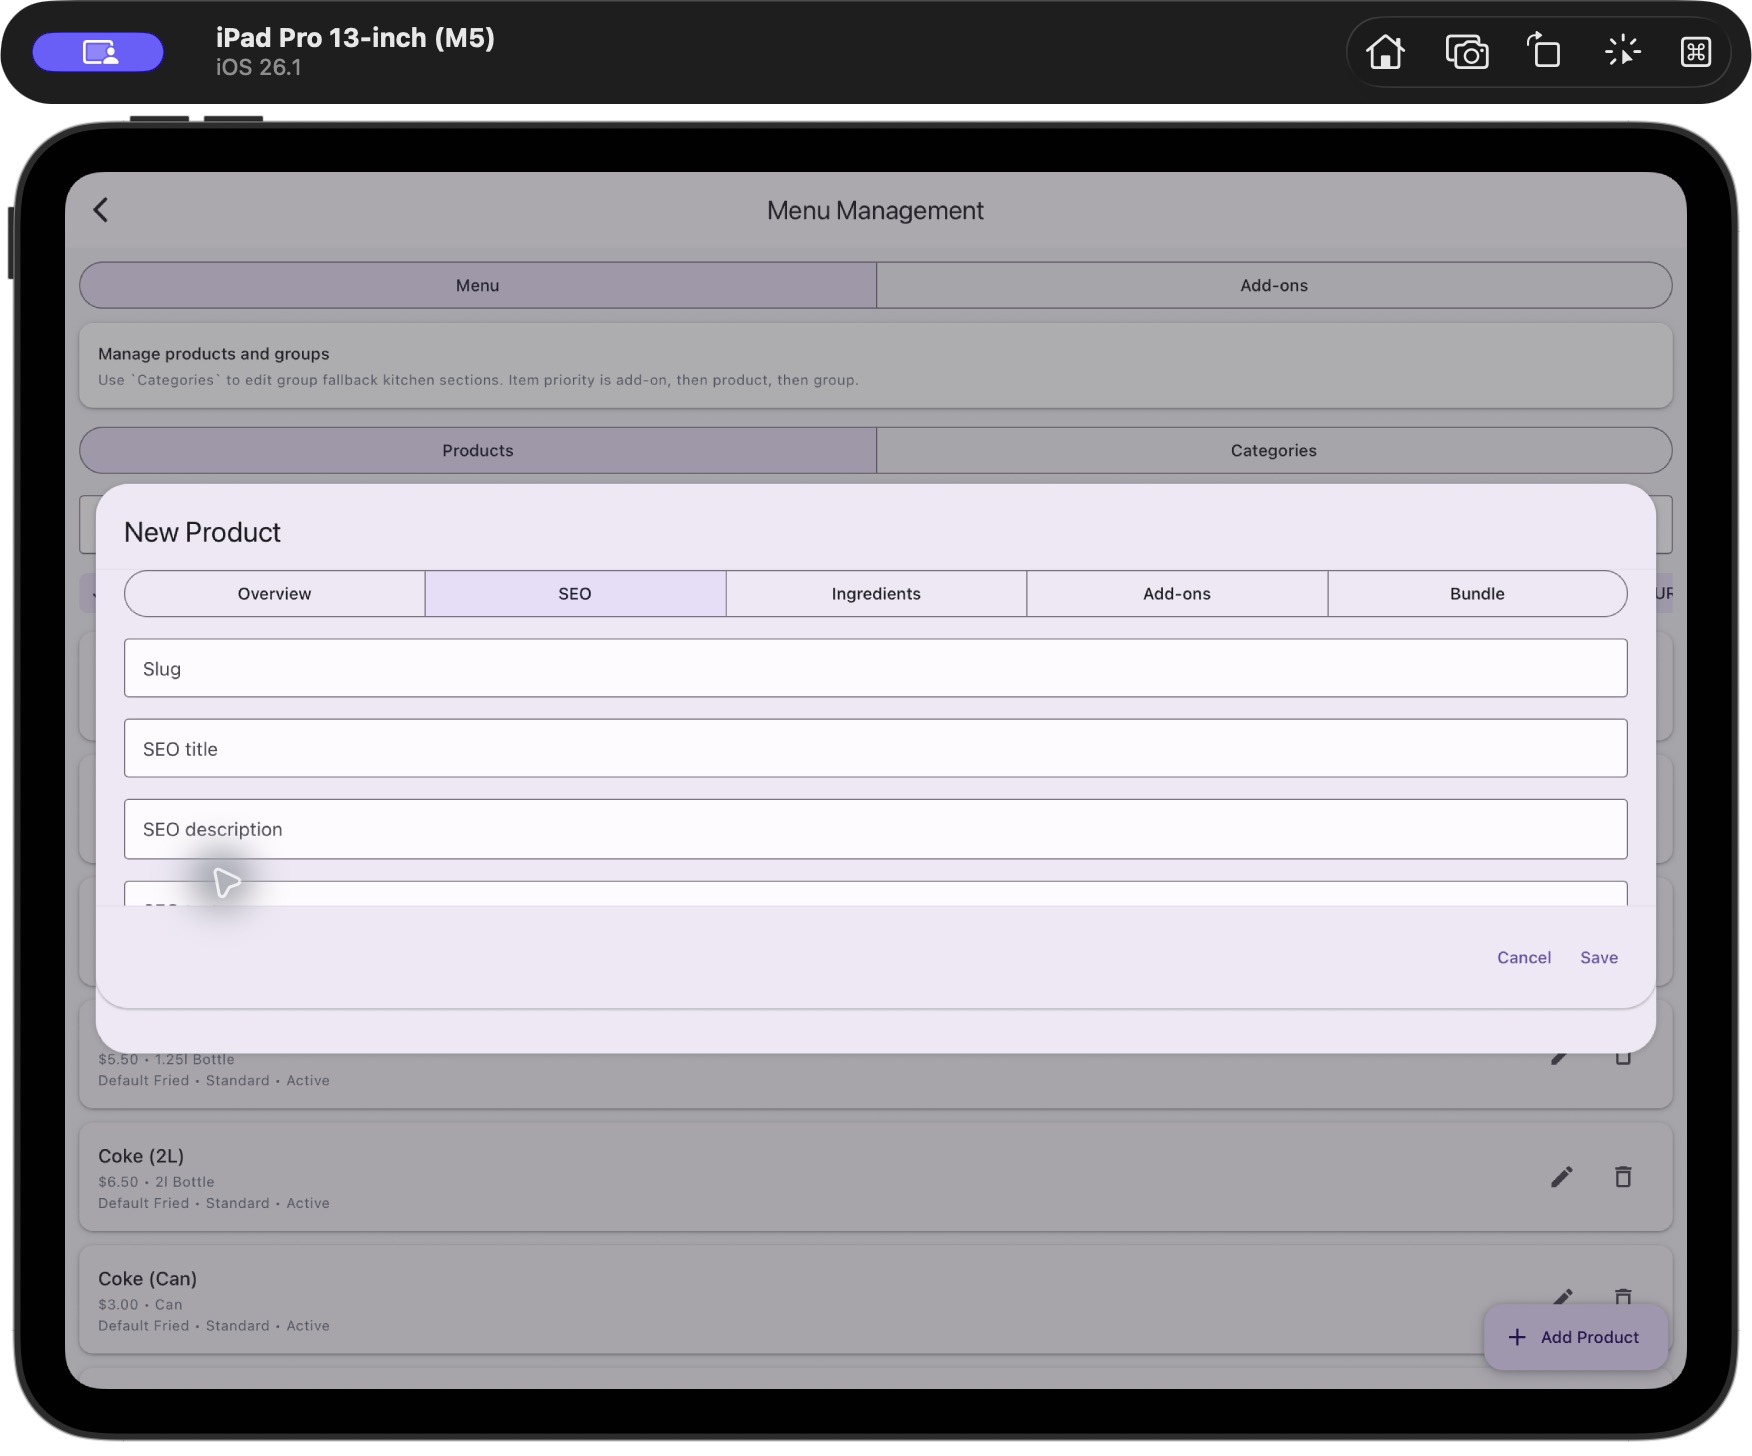 iPad Pro 13-inch (M5)
iOS 26.1
Menu Management
Menu
Add-ons
Manage products and groups
Use `Categories` to edit group fallback kitchen sections. Item priority is add-on, then product, then group.
Products
Categories
New Product
Overview
SEO
Ingredients
Add-ons
Bundle
Slug
SEO title
SEO description
Cancel
Save
$5.50 • 1.25l Bottle
Default Fried • Standard • Active
Coke (2L)
$6.50 • 2l Bottle
Default Fried • Standard • Active
Coke (Can)
$3.00 • Can
Default Fried • Standard • Active
Add Product